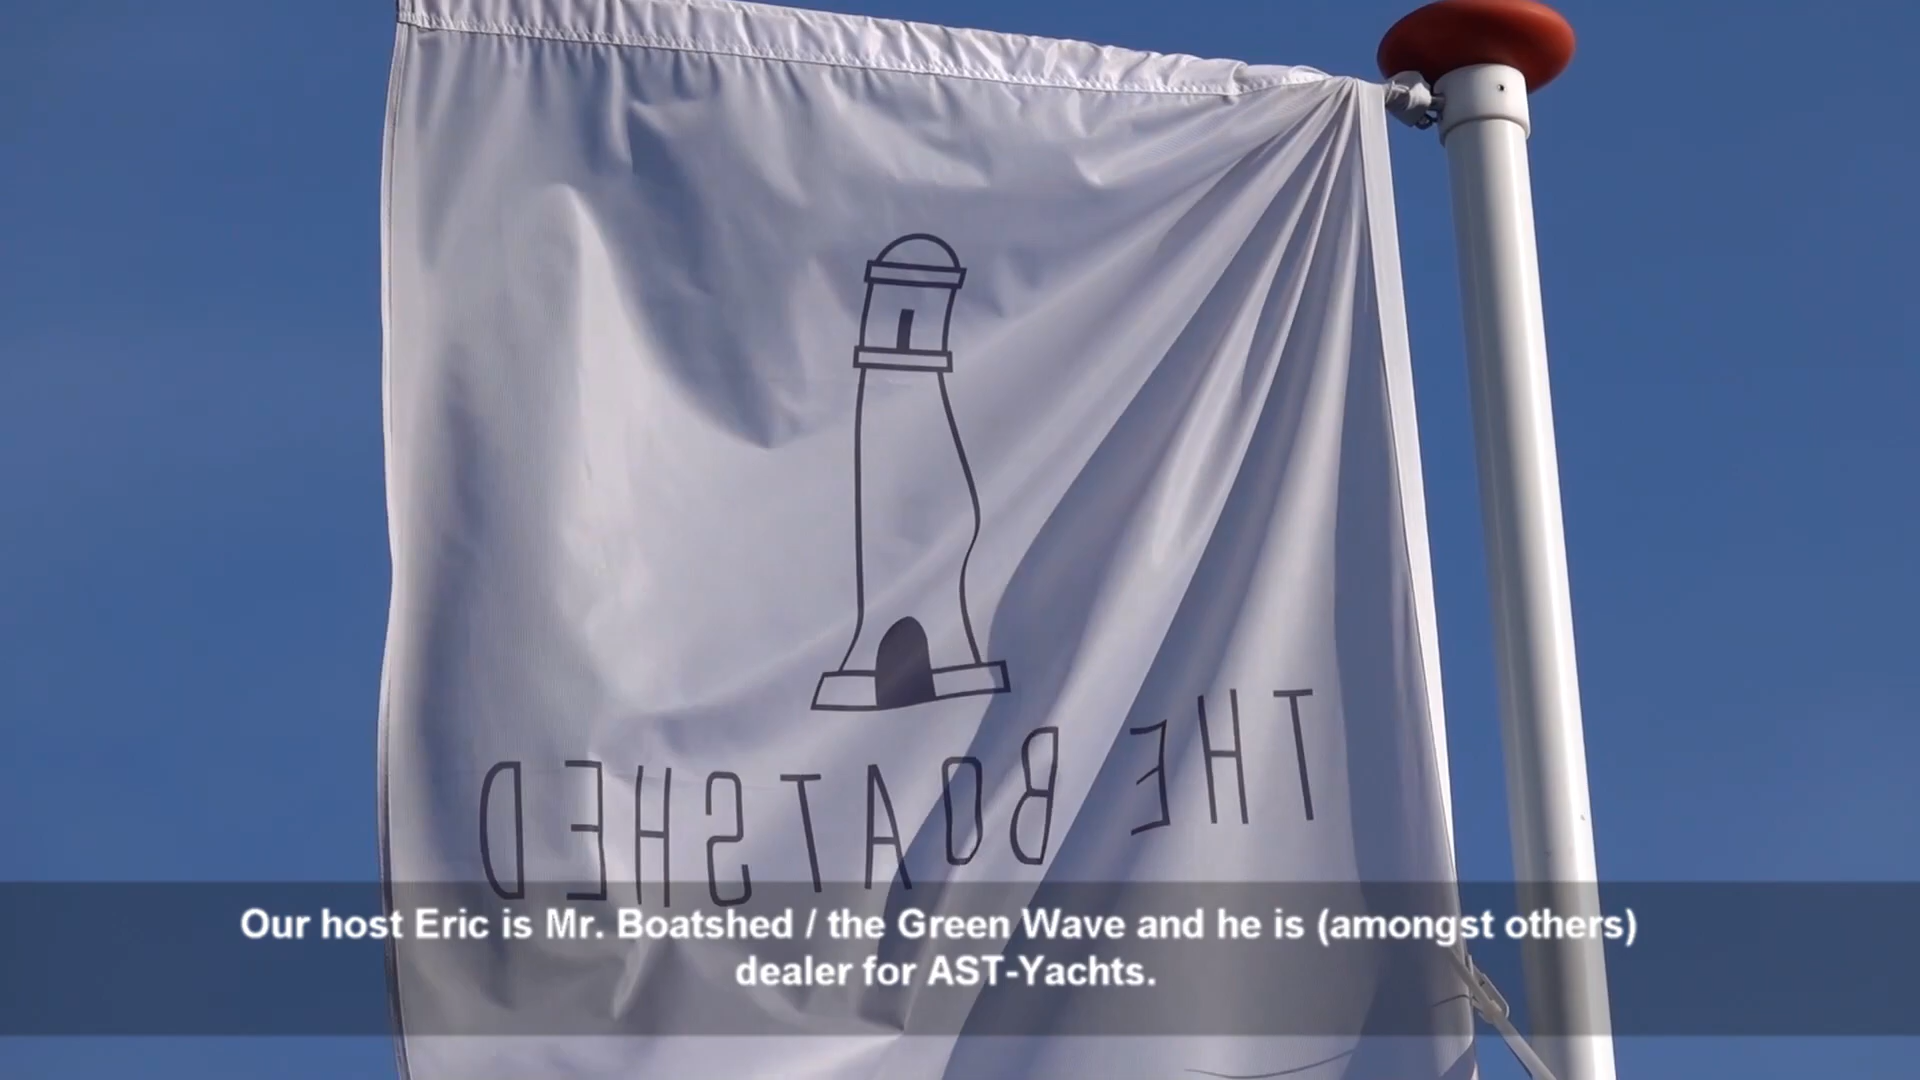 THE BOATSHED
Our host Eric is Mr. Boatshed / the Green Wave and he is (amongst others)
dealer for AST-Yachts.